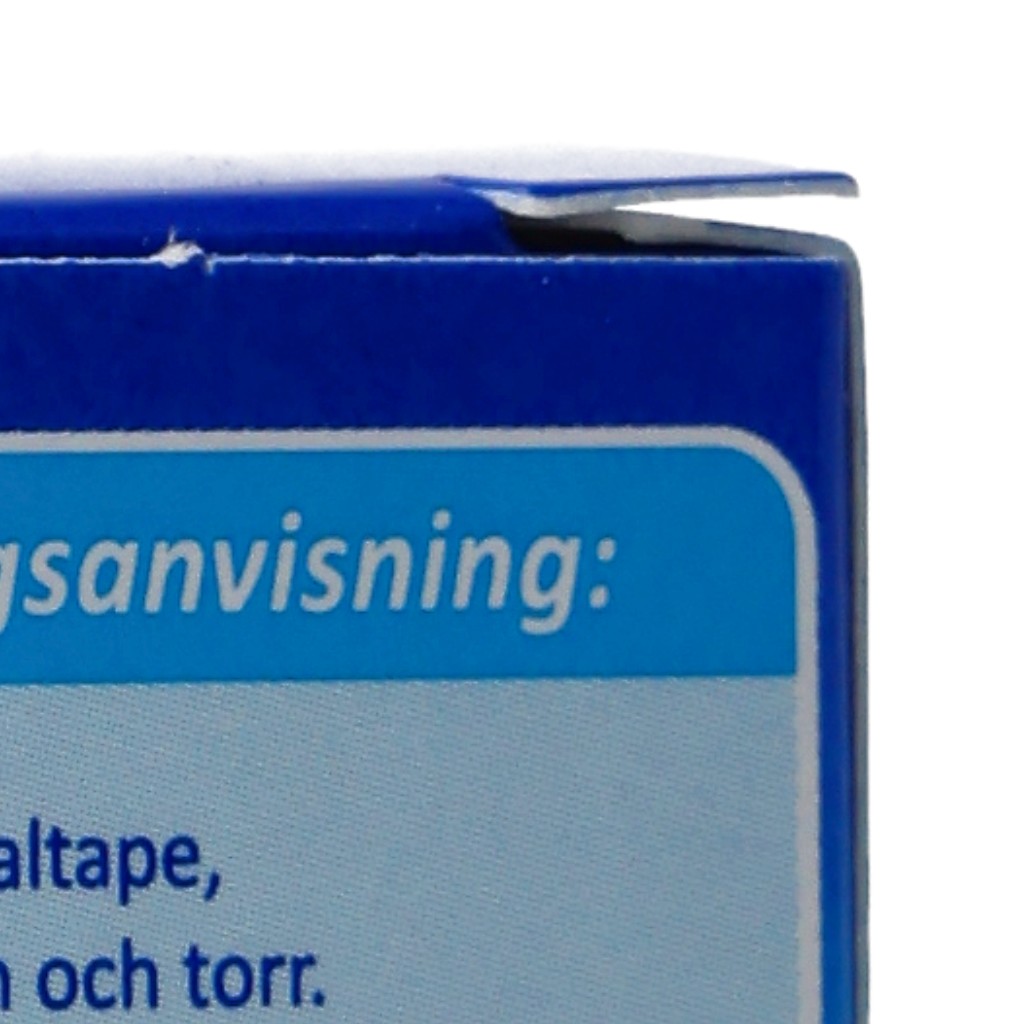 gsanvisning:
altape,
n och torr.